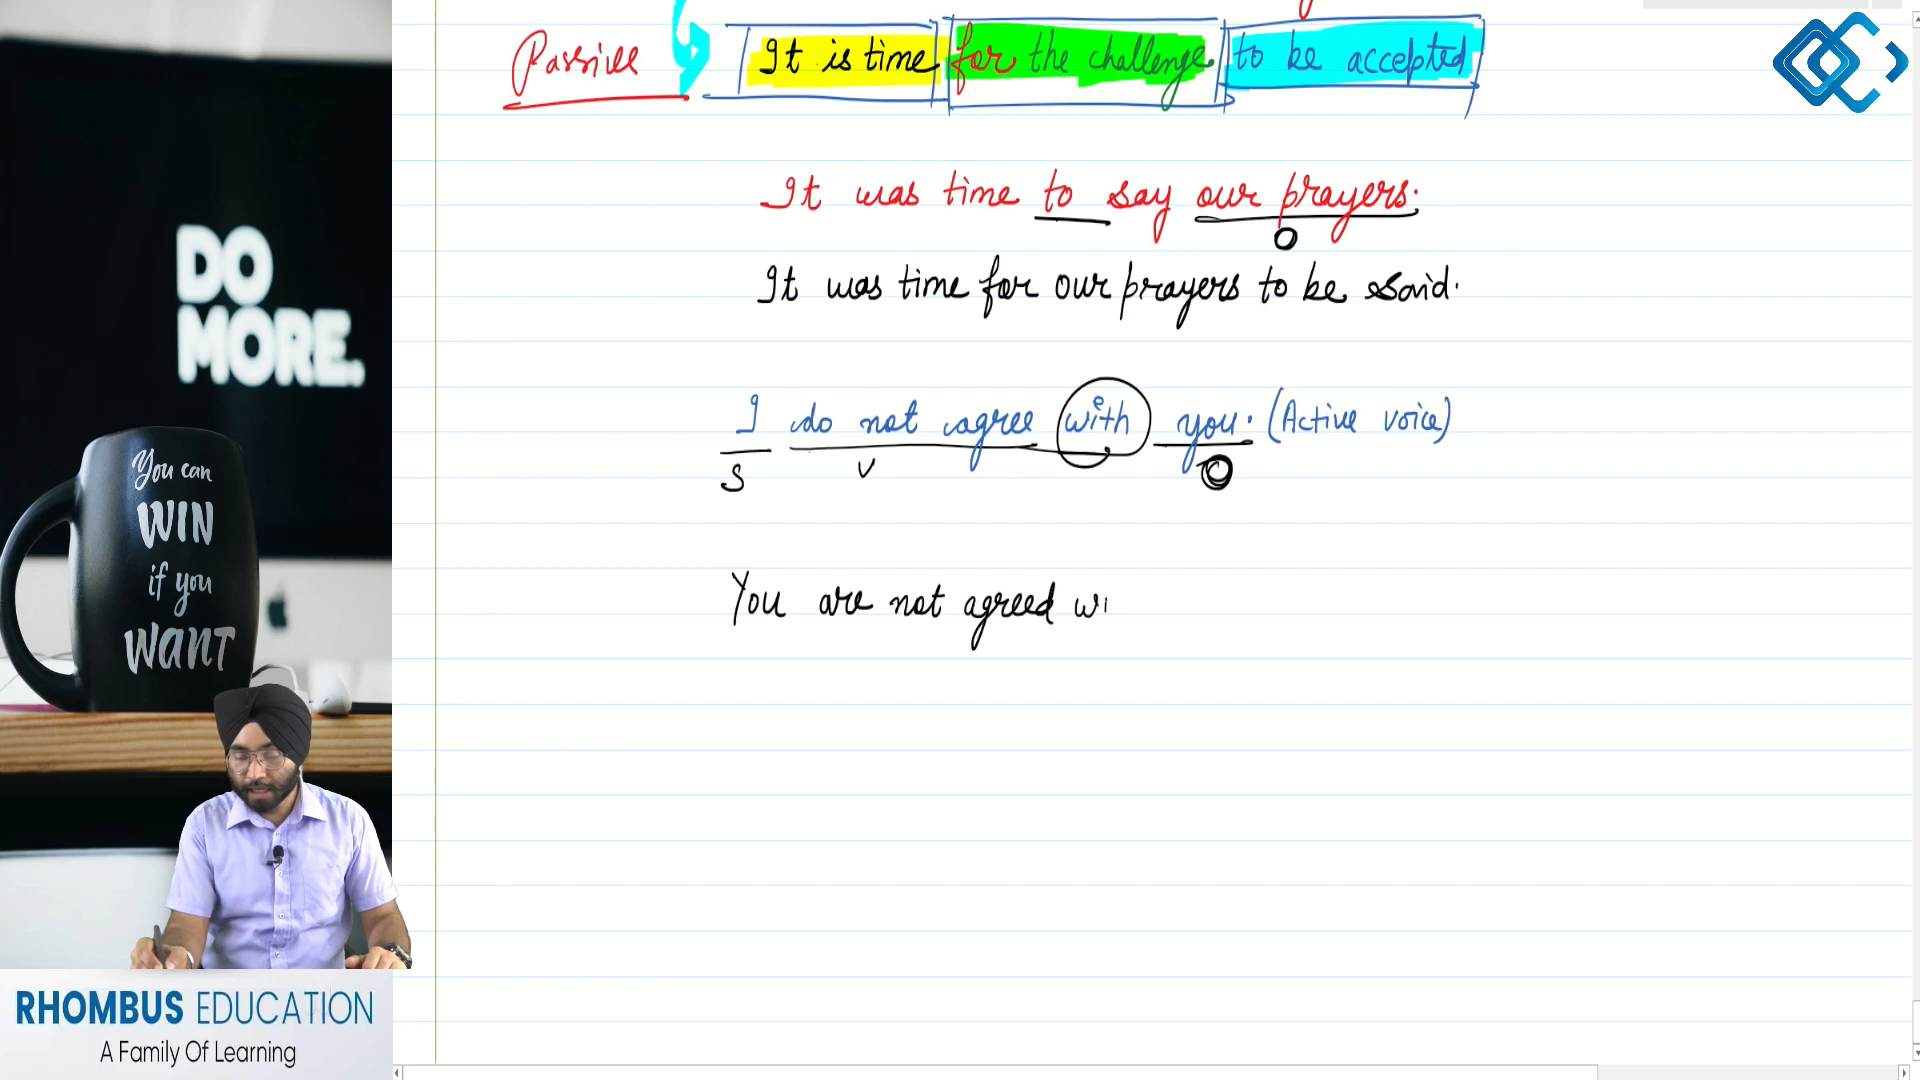 Passive
It is time for the challenge to be accepted
It was time to say our prayers.
O
It was time for our prayers to be said.
I do not agree with you. (Active voice)
S V O
You are not agreed wi
DO
MORE.
You can
WIN
if you
WANT
RHOMBUS EDUCATION
A Family Of Learning